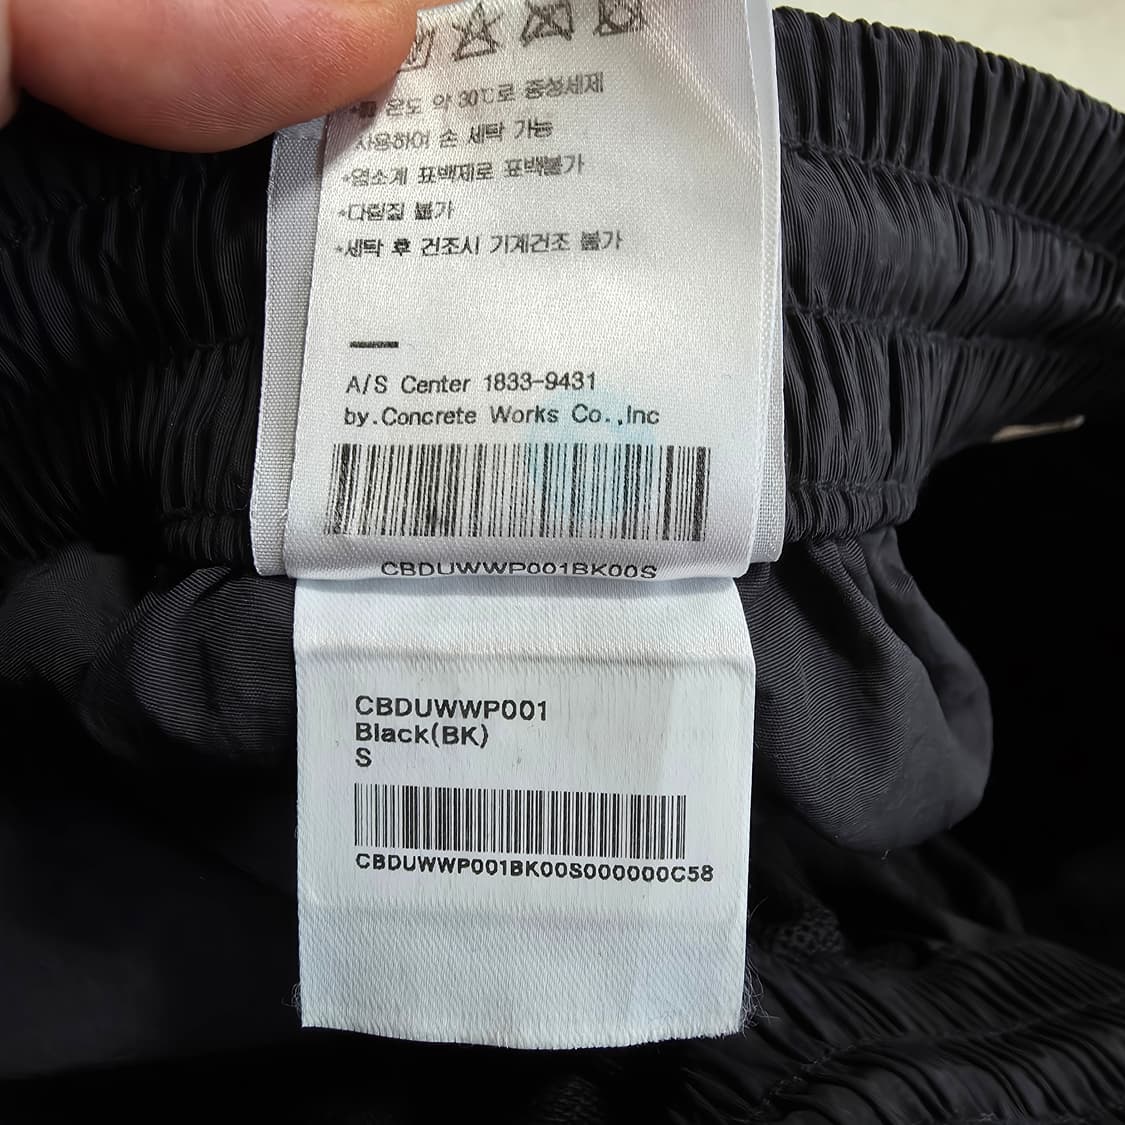 온도 약 30℃로 중성세제
사용하여 손 세탁 가능
*염소계 표백제로 표백불가
*다림질 불가
*세탁 후 건조시 기계건조 불가
A/S Center 1833-9431
by.Concrete Works Co.,Inc
CBDUWWP001BK00S
CBDUWWP001
Black(BK)
S
CBDUWWP001BK00S000000C58